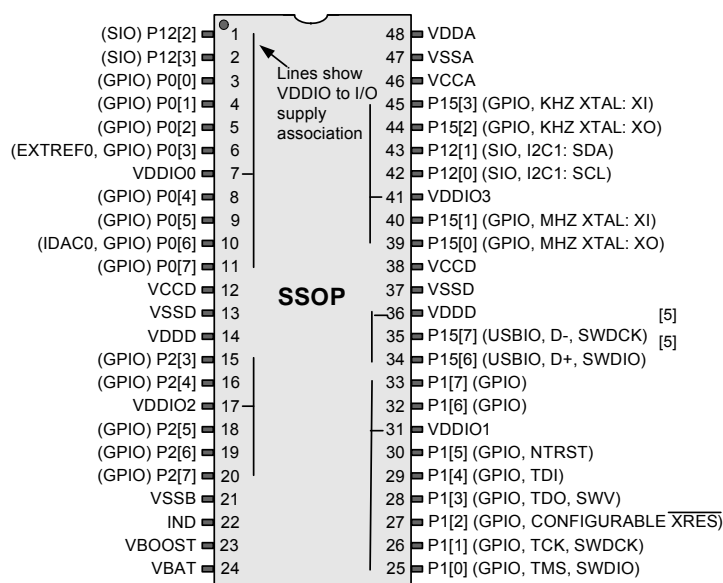 (SIO) P12[2] 1 48 VDDA
(SIO) P12[3] 2 47 VSSA
(GPIO) P0[0] 3 Lines show 46 VCCA
(GPIO) P0[1] 4 VDDIO to I/O 45 P15[3] (GPIO, KHZ XTAL: XI)
(GPIO) P0[2] 5 supply 44 P15[2] (GPIO, KHZ XTAL: XO)
(EXTREF0, GPIO) P0[3] 6 association 43 P12[1] (SIO, I2C1: SDA)
VDDIO0 7 42 P12[0] (SIO, I2C1: SCL)
(GPIO) P0[4] 8 41 VDDIO3
(GPIO) P0[5] 9 40 P15[1] (GPIO, MHZ XTAL: XI)
(IDAC0, GPIO) P0[6] 10 39 P15[0] (GPIO, MHZ XTAL: XO)
(GPIO) P0[7] 11 38 VCCD
VCCD 12 SSOP 37 VSSD
VSSD 13 36 VDDD [5]
VDDD 14 35 P15[7] (USBIO, D-, SWDCK) [5]
(GPIO) P2[3] 15 34 P15[6] (USBIO, D+, SWDIO)
(GPIO) P2[4] 16 33 P1[7] (GPIO)
VDDIO2 17 32 P1[6] (GPIO)
(GPIO) P2[5] 18 31 VDDIO1
(GPIO) P2[6] 19 30 P1[5] (GPIO, NTRST)
(GPIO) P2[7] 20 29 P1[4] (GPIO, TDI)
VSSB 21 28 P1[3] (GPIO, TDO, SWV)
IND 22 27 P1[2] (GPIO, CONFIGURABLE XRES)
VBOOST 23 26 P1[1] (GPIO, TCK, SWDCK)
VBAT 24 25 P1[0] (GPIO, TMS, SWDIO)